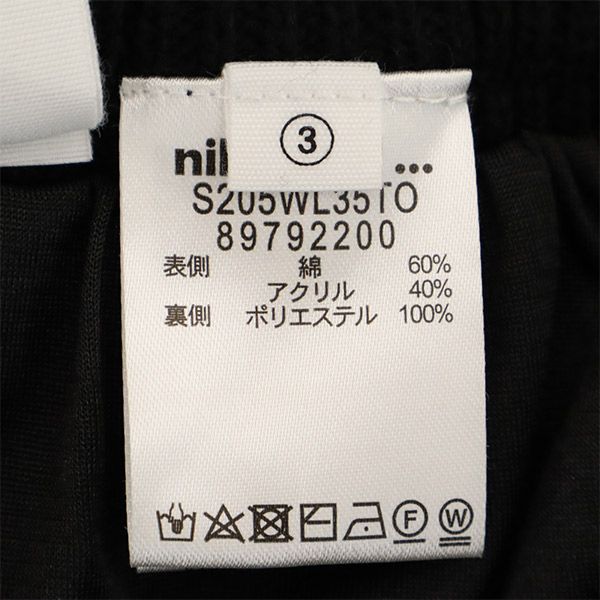 ③
S205WL35TO
89792200
表側 綿 60%
アクリル 40%
裏側 ポリエステル 100%
F W